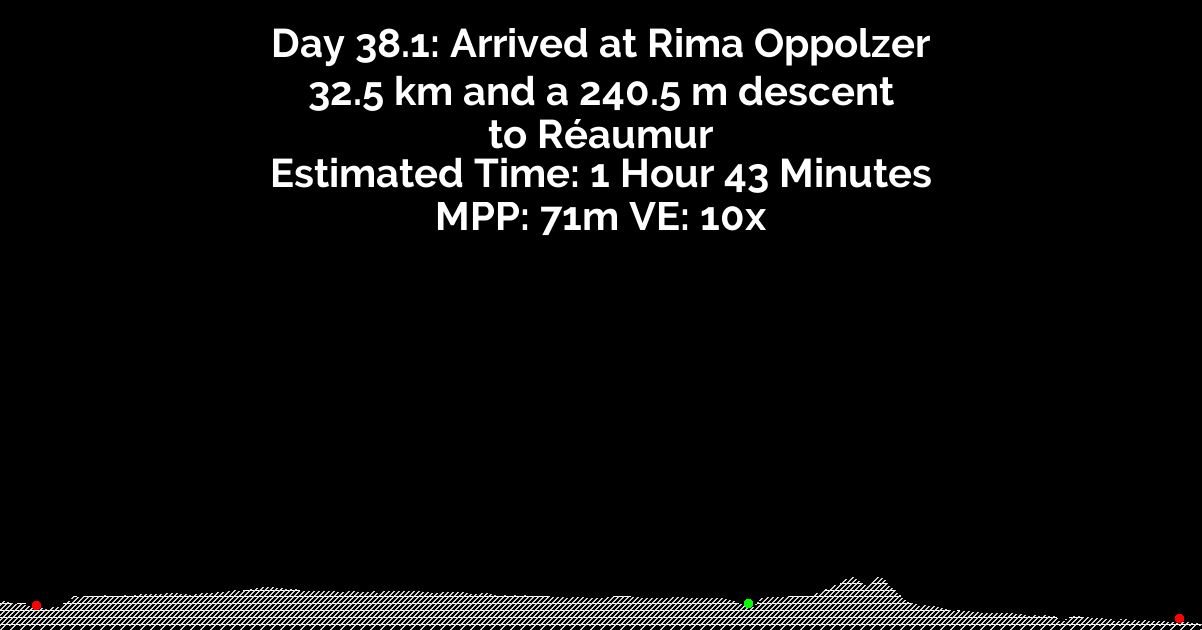 Day 38.1: Arrived at Rima Oppolzer
32.5 km and a 240.5 m descent
to Réaumur
Estimated Time: 1 Hour 43 Minutes
MPP: 71m VE: 10x